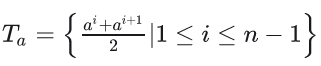 $T_a = \left\{ \frac{a^i + a^{i+1}}{2} | 1 \leq i \leq n - 1 \right\}$